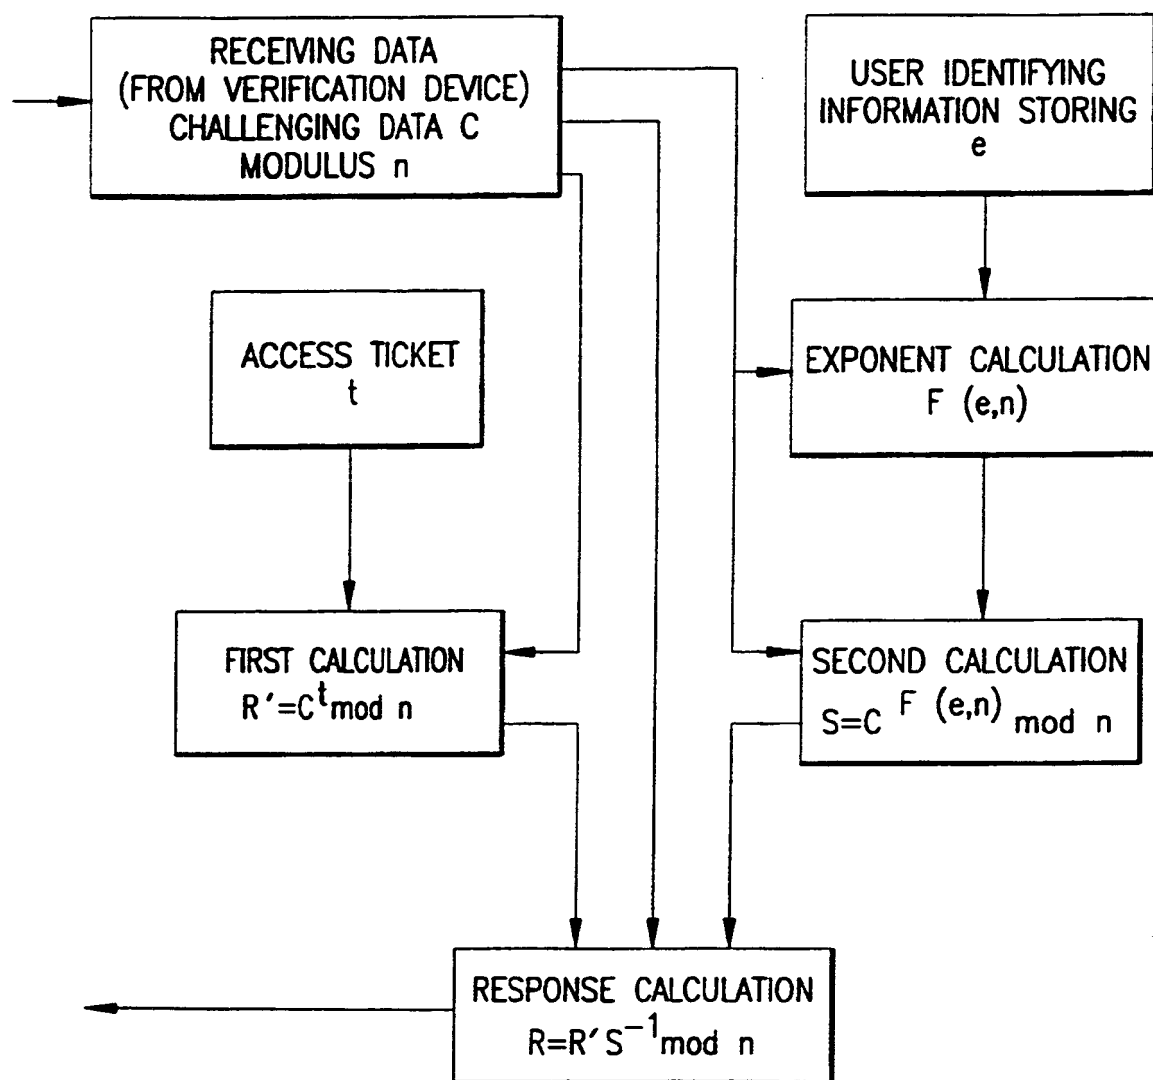 RECEIVING DATA
(FROM VERIFICATION DEVICE)
CHALLENGING DATA C
MODULUS n
USER IDENTIFYING
INFORMATION STORING
e
ACCESS TICKET
t
EXPONENT CALCULATION
F (e,n)
FIRST CALCULATION
R'=C^t mod n
SECOND CALCULATION
S=C^F (e,n) mod n
RESPONSE CALCULATION
R=R'S^-1 mod n